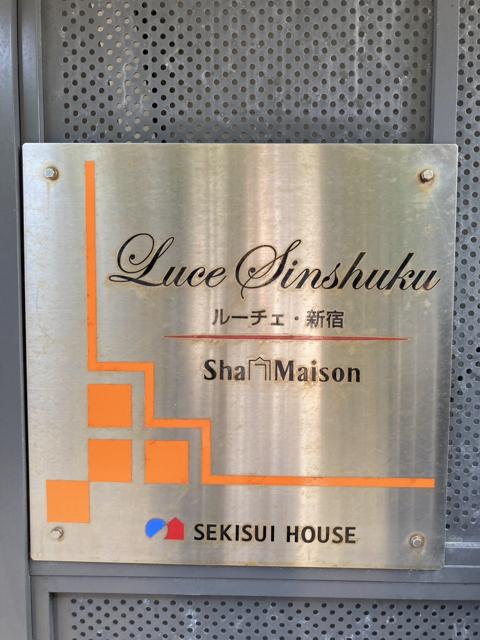 Luce Sinshuku
ルーチェ・新宿
Sha Maison
SEKISUI HOUSE